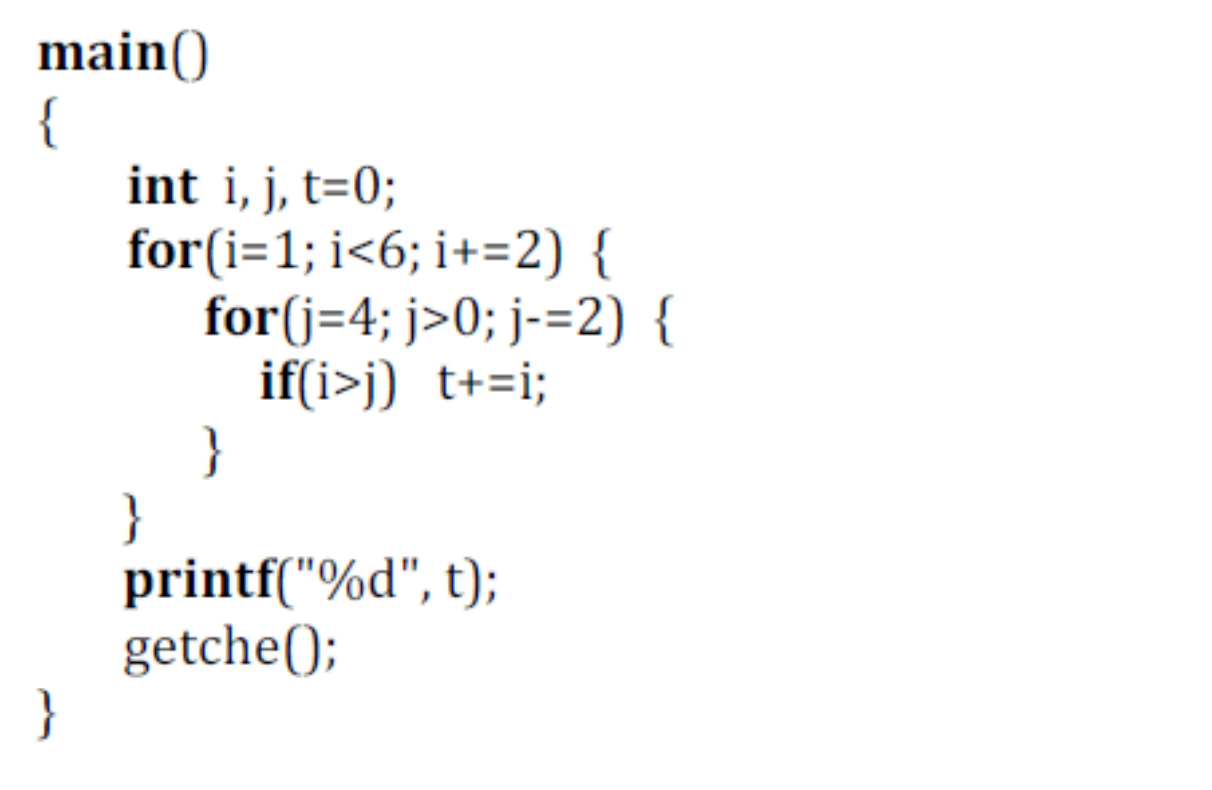 main()
{
int i, j, t=0;
for(i=1; i<6; i+=2) {
for(j=4; j>0; j-=2) {
if(i>j) t+=i;
}
}
printf("%d", t);
getche();
}